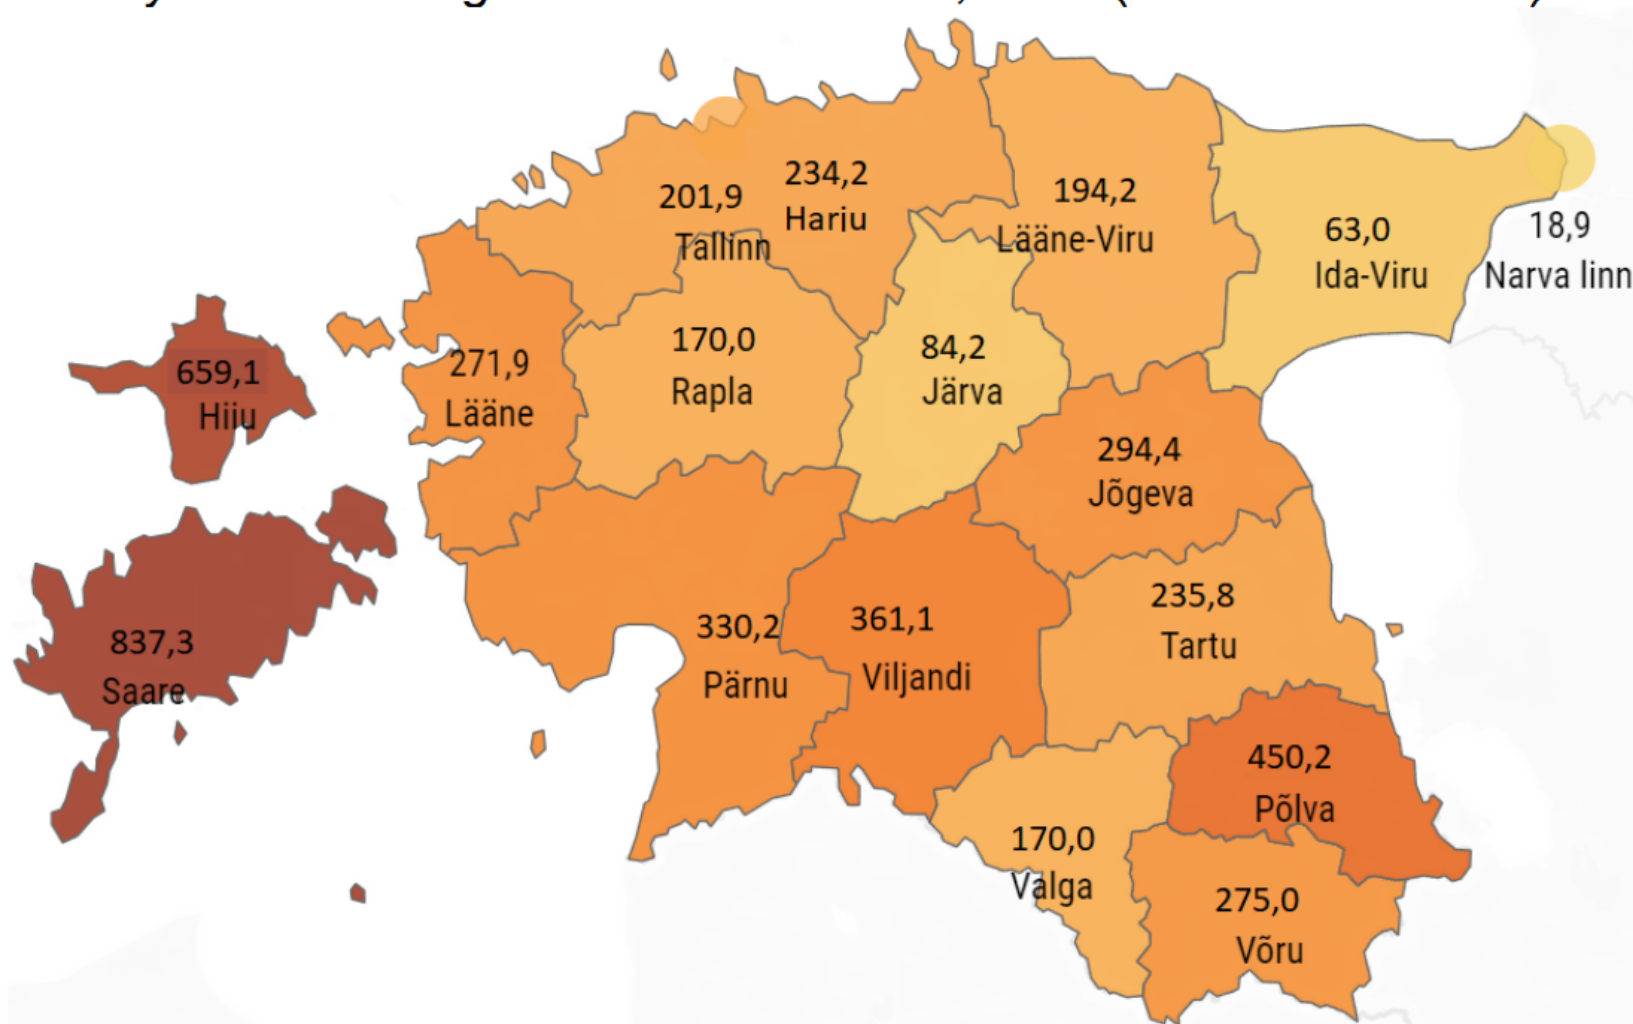 234,2
Harju
201,9
Tallinn
194,2
Lääne-Viru
63,0
Ida-Viru
18,9
Narva linn
659,1
Hiiu
271,9
Lääne
170,0
Rapla
84,2
Järva
294,4
Jõgeva
837,3
Saare
330,2
Pärnu
361,1
Viljandi
235,8
Tartu
450,2
Põlva
170,0
Valga
275,0
Võru